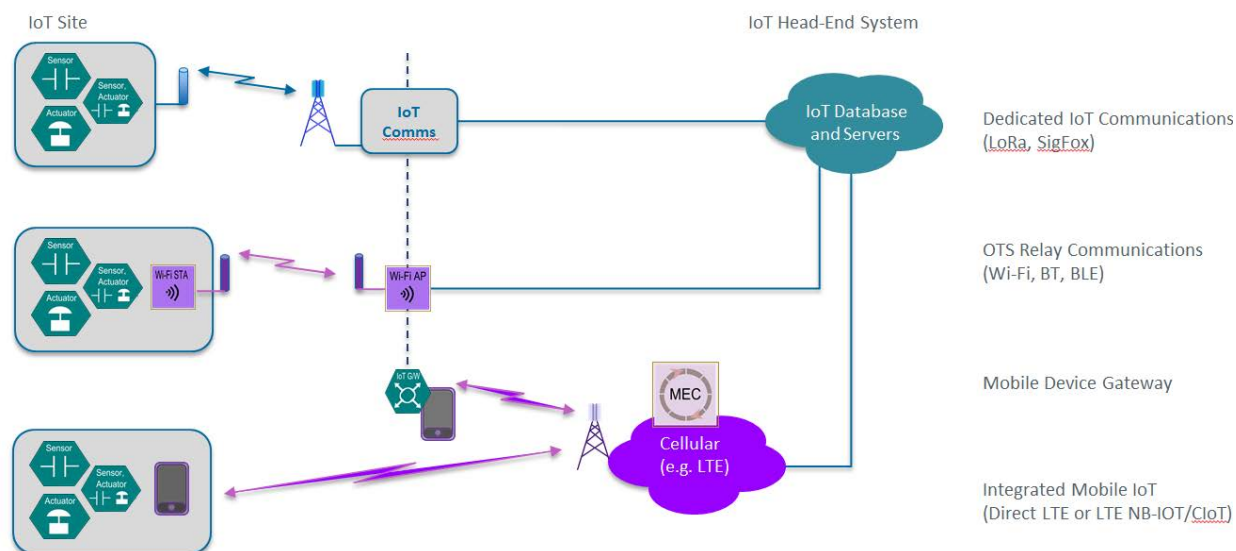 IoT Site
IoT Head-End System
Sensor
Sensor,
Actuator
Actuator
IoT
Comms
IoT Database
and Servers
Dedicated IoT Communications
(LoRa, SigFox)
Sensor
Sensor,
Actuator
Actuator
Wi-Fi STA
Wi-Fi AP
OTS Relay Communications
(Wi-Fi, BT, BLE)
IoT G/W
MEC
Mobile Device Gateway
Sensor
Sensor,
Actuator
Actuator
Cellular
(e.g. LTE)
Integrated Mobile IoT
(Direct LTE or LTE NB-IOT/CIoT)